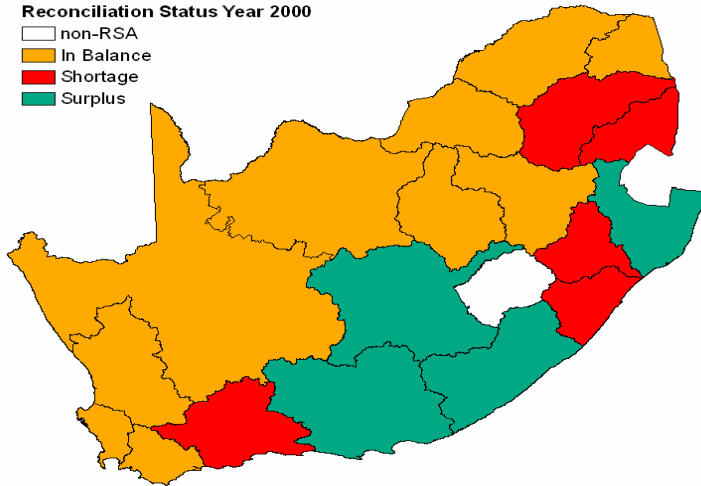 Reconciliation Status Year 2000
non-RSA
In Balance
Shortage
Surplus